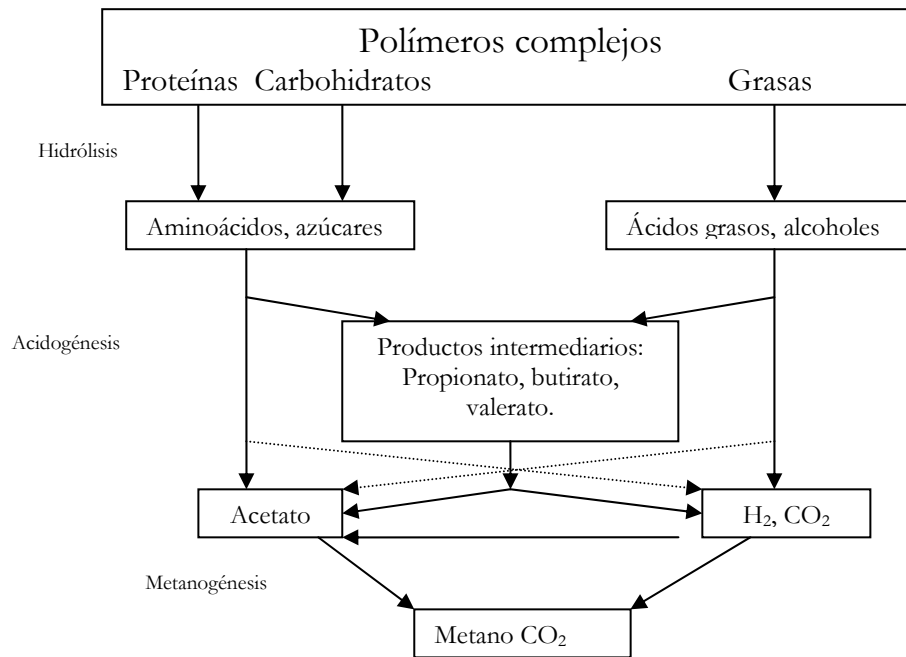 Polímeros complejos
Proteínas Carbohidratos Grasas
Hidrólisis
Aminoácidos, azúcares
Ácidos grasos, alcoholes
Acidogénesis
Productos intermediarios:
Propionato, butirato,
valerato.
Acetato
H₂, CO₂
Metanogénesis
Metano CO₂